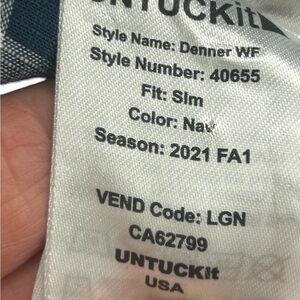 UNTUCKit
Style Name: Denner WF
Style Number: 40655
Fit: Slm
Color: Nav
Season: 2021 FA1
VEND Code: LGN
CA62799
UNTUCKIt
USA